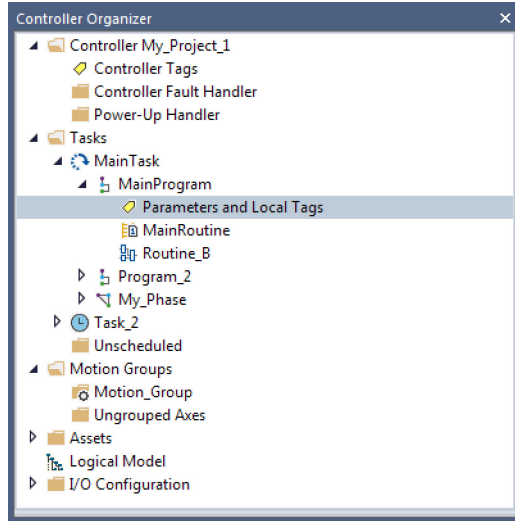 Controller Organizer
Controller My_Project_1
Controller Tags
Controller Fault Handler
Power-Up Handler
Tasks
MainTask
MainProgram
Parameters and Local Tags
MainRoutine
Routine_B
Program_2
My_Phase
Task_2
Unscheduled
Motion Groups
Motion_Group
Ungrouped Axes
Assets
Logical Model
I/O Configuration